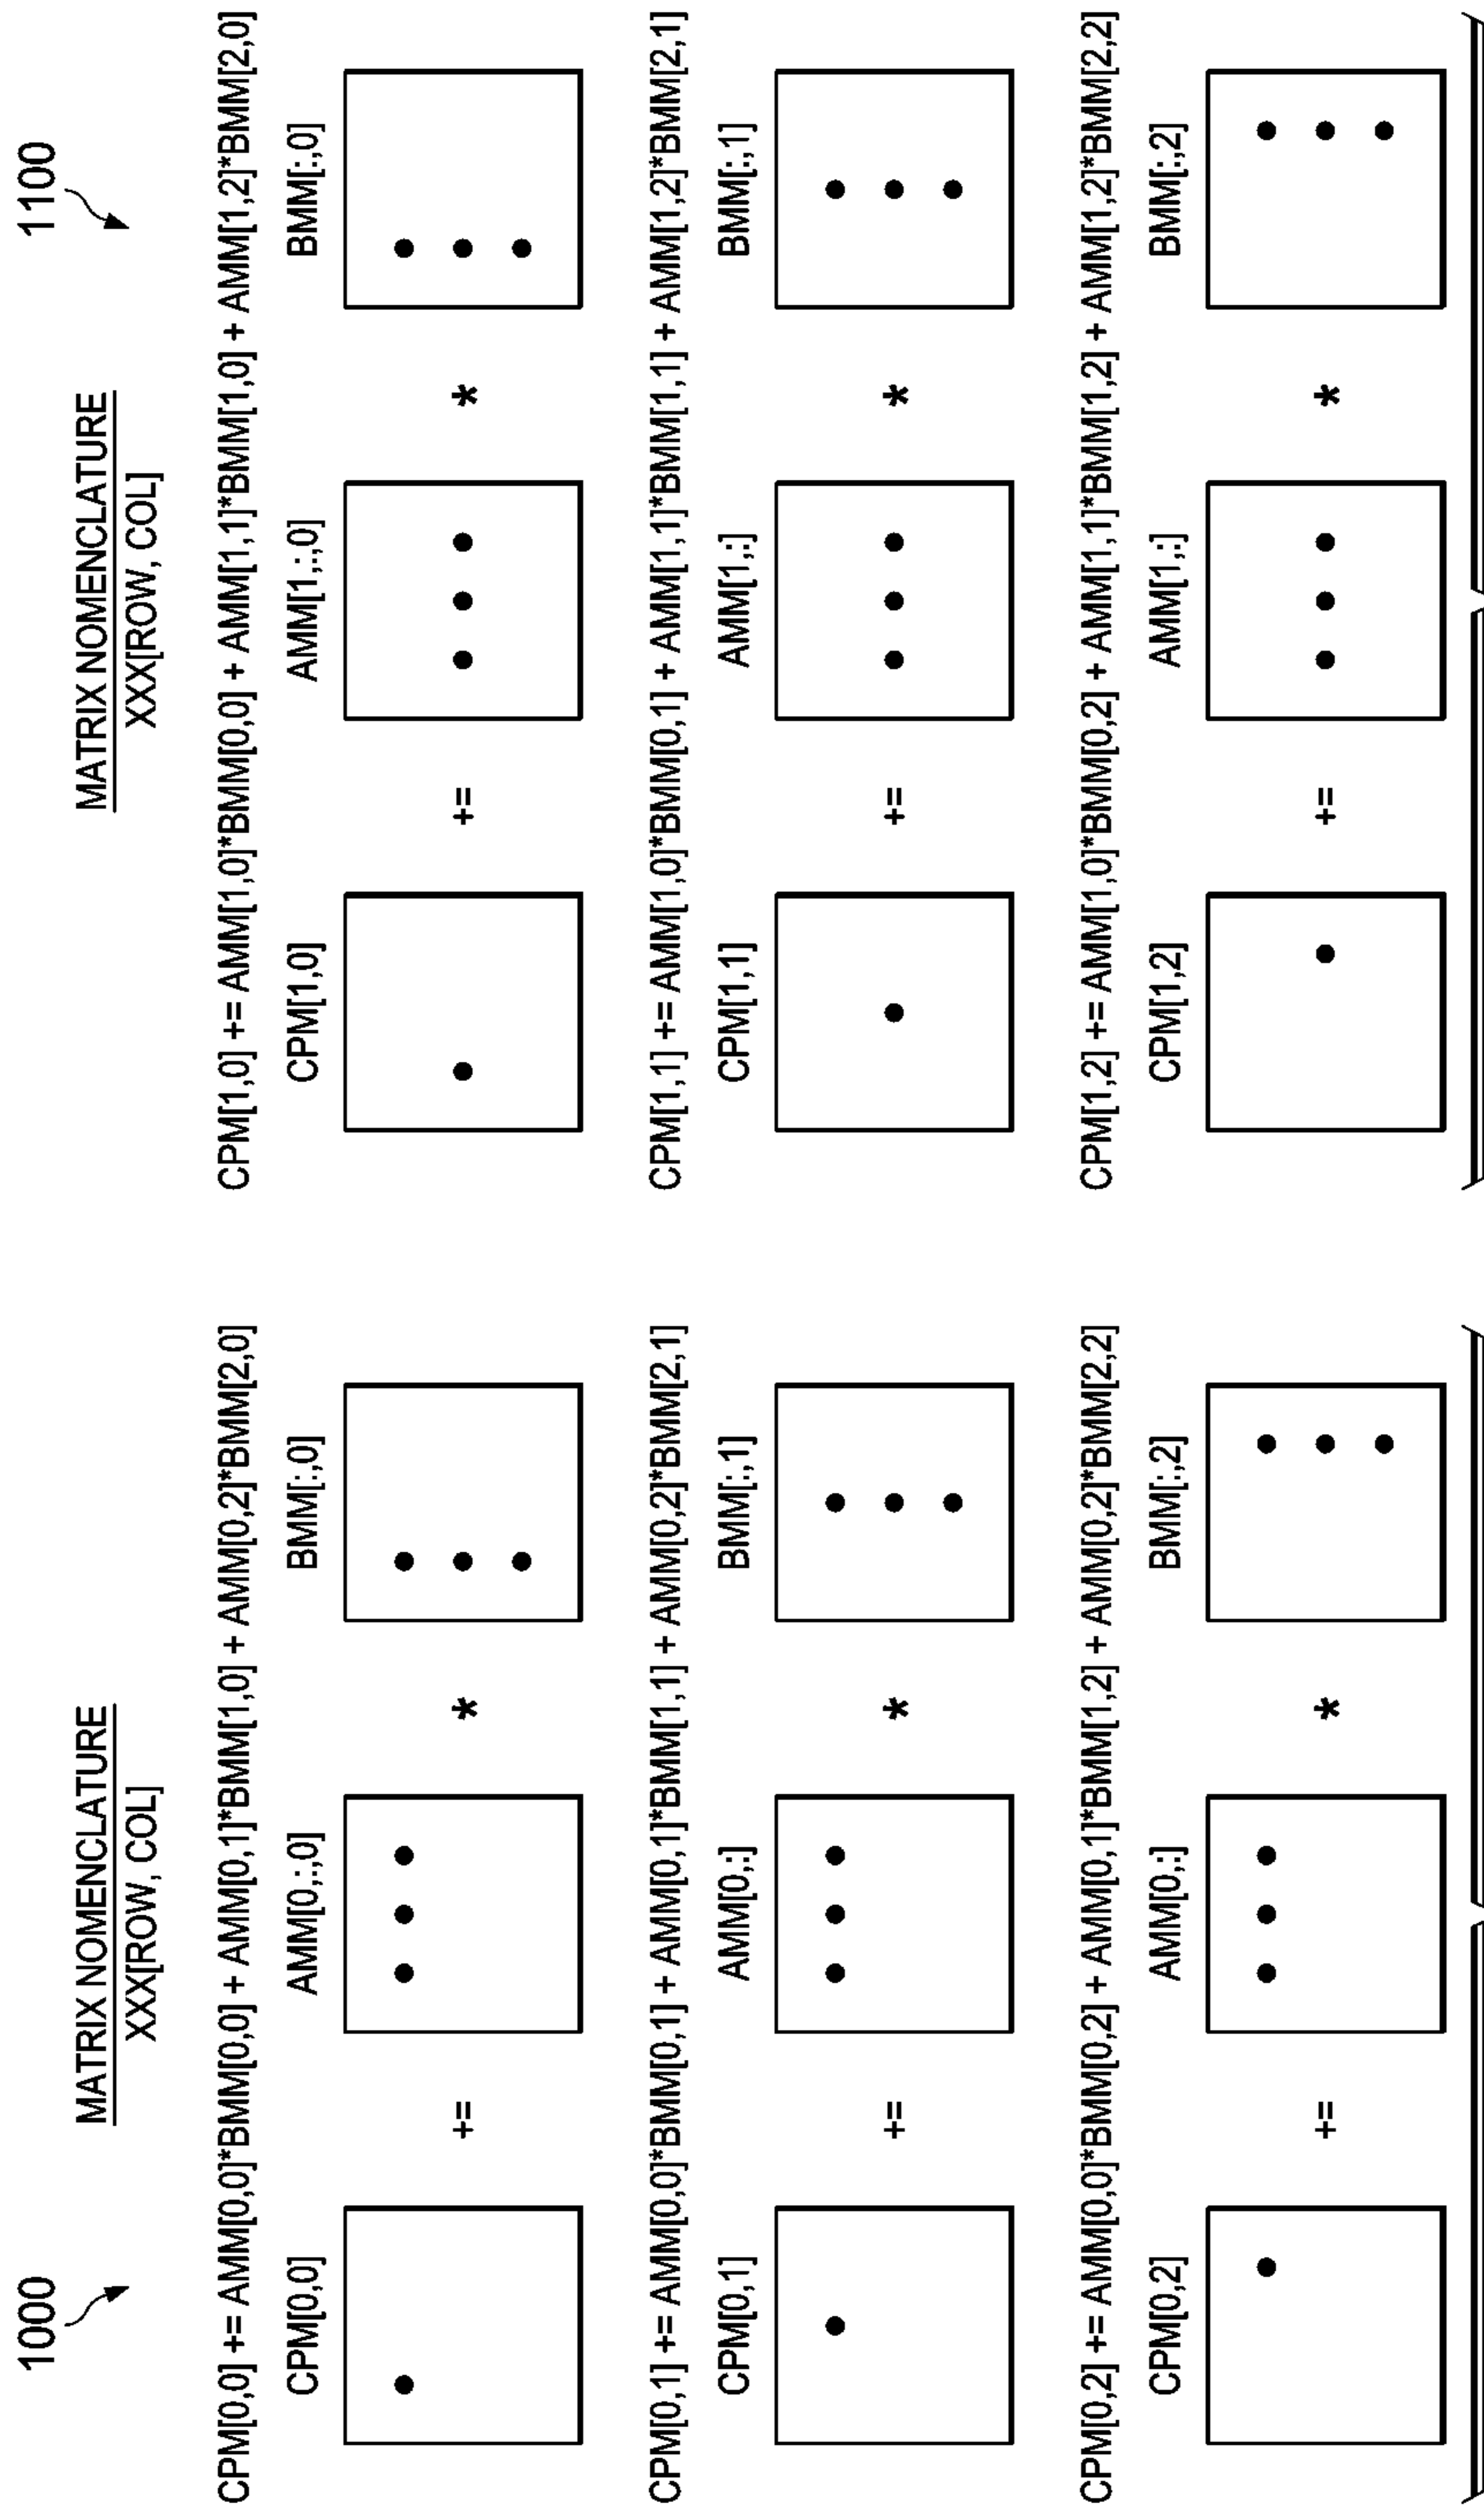 1000
MATRIX NOMENCLATURE
XXX[ROW, COL]
CPM[0,0] += AMM[0,0]*BMM[0,0] + AMM[0,1]*BMM[1,0] + AMM[0,2]*BMM[2,0]
CPM[0,0]
AMM[0,:,0]
BMM[:,0]
+=
*
CPM[0,1] += AMM[0,0]*BMM[0,1] + AMM[0,1]*BMM[1,1] + AMM[0,2]*BMM[2,1]
CPM[0,1]
AMM[0,:]
BMM[:,1]
+=
*
CPM[0,2] += AMM[0,0]*BMM[0,2] + AMM[0,1]*BMM[1,2] + AMM[0,2]*BMM[2,2]
CPM[0,2]
AMM[0,:]
BMM[:,2]
+=
*
1100
MATRIX NOMENCLATURE
XXX[ROW, COL]
CPM[1,0] += AMM[1,0]*BMM[0,0] + AMM[1,1]*BMM[1,0] + AMM[1,2]*BMM[2,0]
CPM[1,0]
AMM[1,:,0]
BMM[:,0]
+=
*
CPM[1,1] += AMM[1,0]*BMM[0,1] + AMM[1,1]*BMM[1,1] + AMM[1,2]*BMM[2,1]
CPM[1,1]
AMM[1,:]
BMM[:,1]
+=
*
CPM[1,2] += AMM[1,0]*BMM[0,2] + AMM[1,1]*BMM[1,2] + AMM[1,2]*BMM[2,2]
CPM[1,2]
AMM[1,:]
BMM[:,2]
+=
*